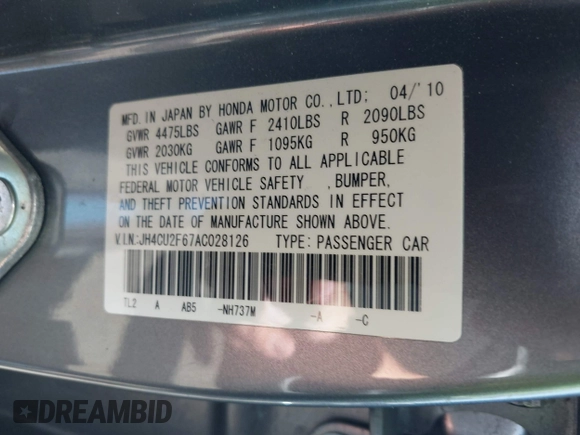 MFD. IN JAPAN BY HONDA MOTOR CO., LTD; 04/'10
GVWR 4475LBS GAWR F 2410LBS R 2090LBS
GVWR 2030KG GAWR F 1095KG R 950KG
THIS VEHICLE CONFORMS TO ALL APPLICABLE
FEDERAL MOTOR VEHICLE SAFETY , BUMPER,
AND THEFT PREVENTION STANDARDS IN EFFECT
ON THE DATE OF MANUFACTURE SHOWN ABOVE.
V.I.N:JH4CU2F67AC028126 TYPE: PASSENGER CAR
TL2 A AB5 -NH737M -A -C
DREAMBID